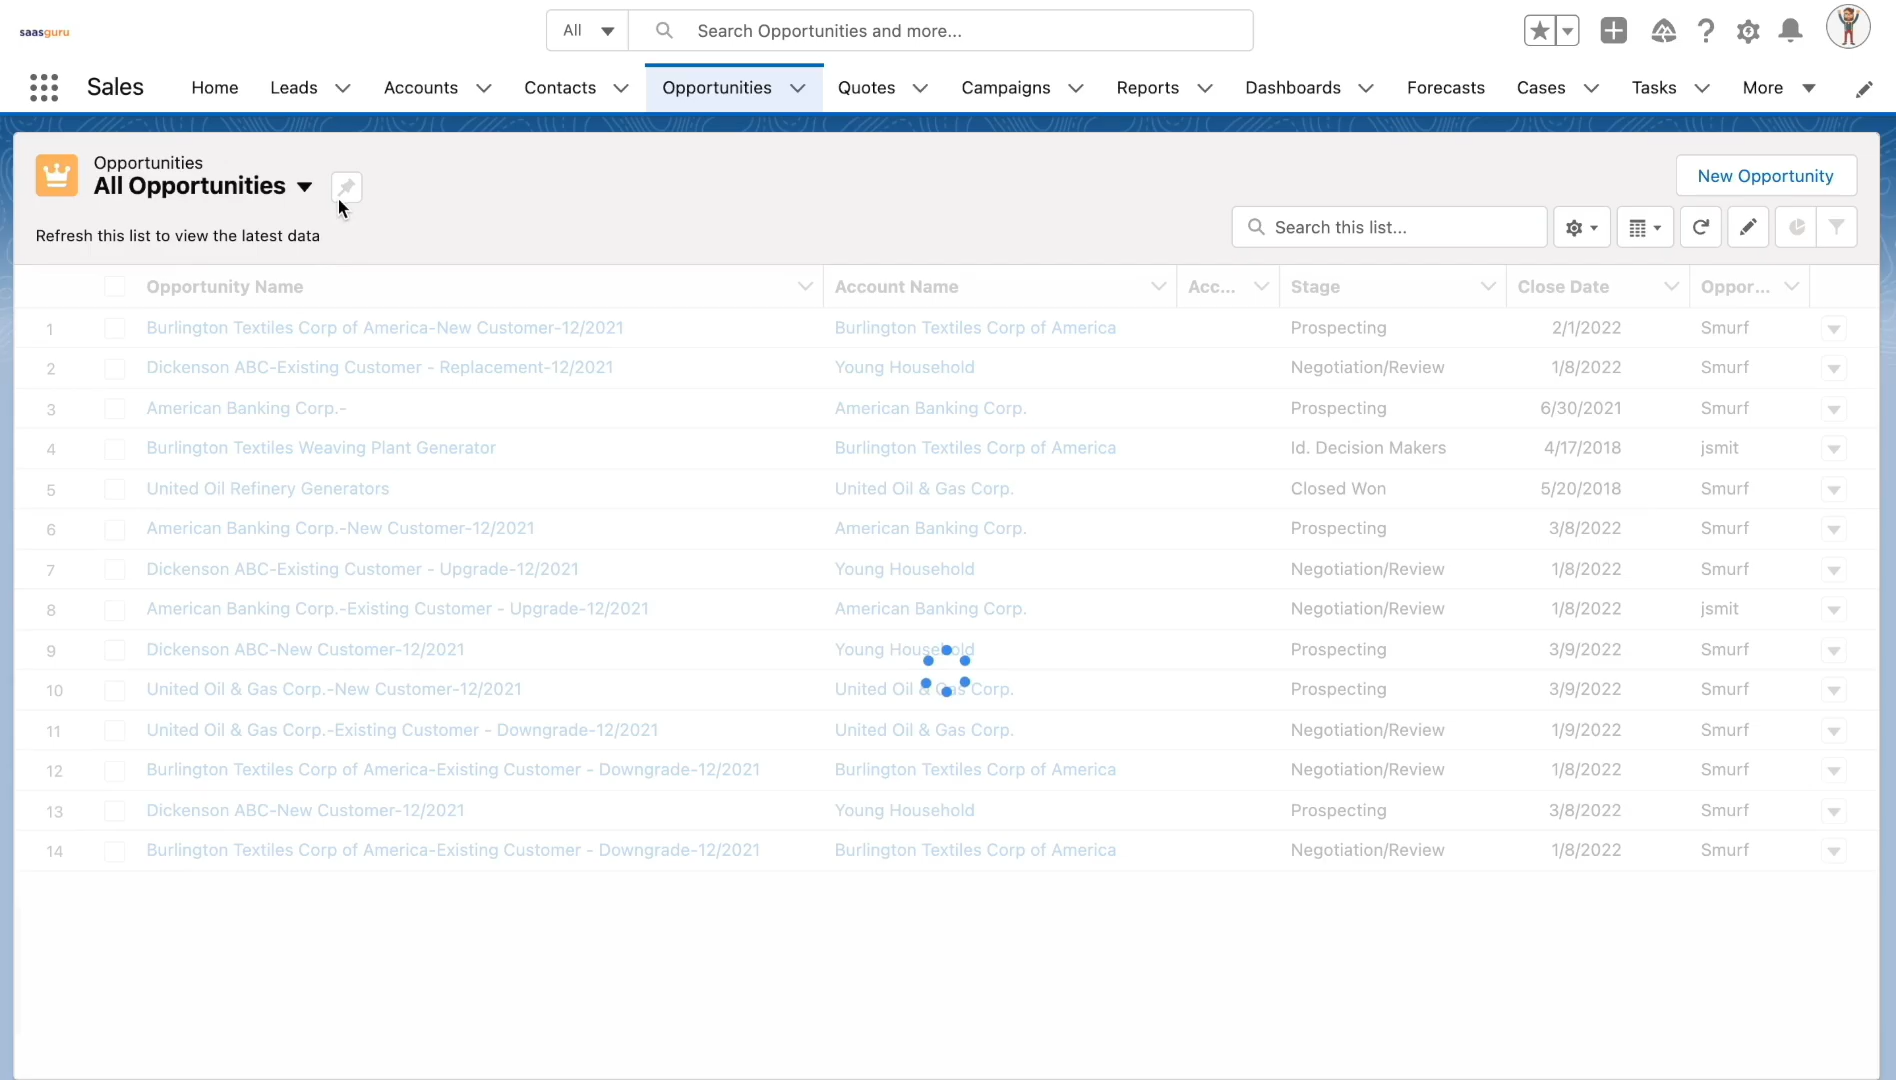 saasguru
All
Search Opportunities and more...
Sales
Home
Leads
Accounts
Contacts
Opportunities
Quotes
Campaigns
Reports
Dashboards
Forecasts
Cases
Tasks
More
Opportunities
All Opportunities
New Opportunity
Refresh this list to view the latest data
Search this list...
Opportunity Name Account Name Acc... Stage Close Date Oppor...
1 Burlington Textiles Corp of America-New Customer-12/2021 Burlington Textiles Corp of America Prospecting 2/1/2022 Smurf
2 Dickenson ABC-Existing Customer - Replacement-12/2021 Young Household Negotiation/Review 1/8/2022 Smurf
3 American Banking Corp.- American Banking Corp. Prospecting 6/30/2021 Smurf
4 Burlington Textiles Weaving Plant Generator Burlington Textiles Corp of America Id. Decision Makers 4/17/2018 jsmit
5 United Oil Refinery Generators United Oil & Gas Corp. Closed Won 5/20/2018 Smurf
6 American Banking Corp.-New Customer-12/2021 American Banking Corp. Prospecting 3/8/2022 Smurf
7 Dickenson ABC-Existing Customer - Upgrade-12/2021 Young Household Negotiation/Review 1/8/2022 Smurf
8 American Banking Corp.-Existing Customer - Upgrade-12/2021 American Banking Corp. Negotiation/Review 1/8/2022 jsmit
9 Dickenson ABC-New Customer-12/2021 Young Household Prospecting 3/9/2022 Smurf
10 United Oil & Gas Corp.-New Customer-12/2021 United Oil & Gas Corp. Prospecting 3/9/2022 Smurf
11 United Oil & Gas Corp.-Existing Customer - Downgrade-12/2021 United Oil & Gas Corp. Negotiation/Review 1/9/2022 Smurf
12 Burlington Textiles Corp of America-Existing Customer - Downgrade-12/2021 Burlington Textiles Corp of America Negotiation/Review 1/8/2022 Smurf
13 Dickenson ABC-New Customer-12/2021 Young Household Prospecting 3/8/2022 Smurf
14 Burlington Textiles Corp of America-Existing Customer - Downgrade-12/2021 Burlington Textiles Corp of America Negotiation/Review 1/8/2022 Smurf